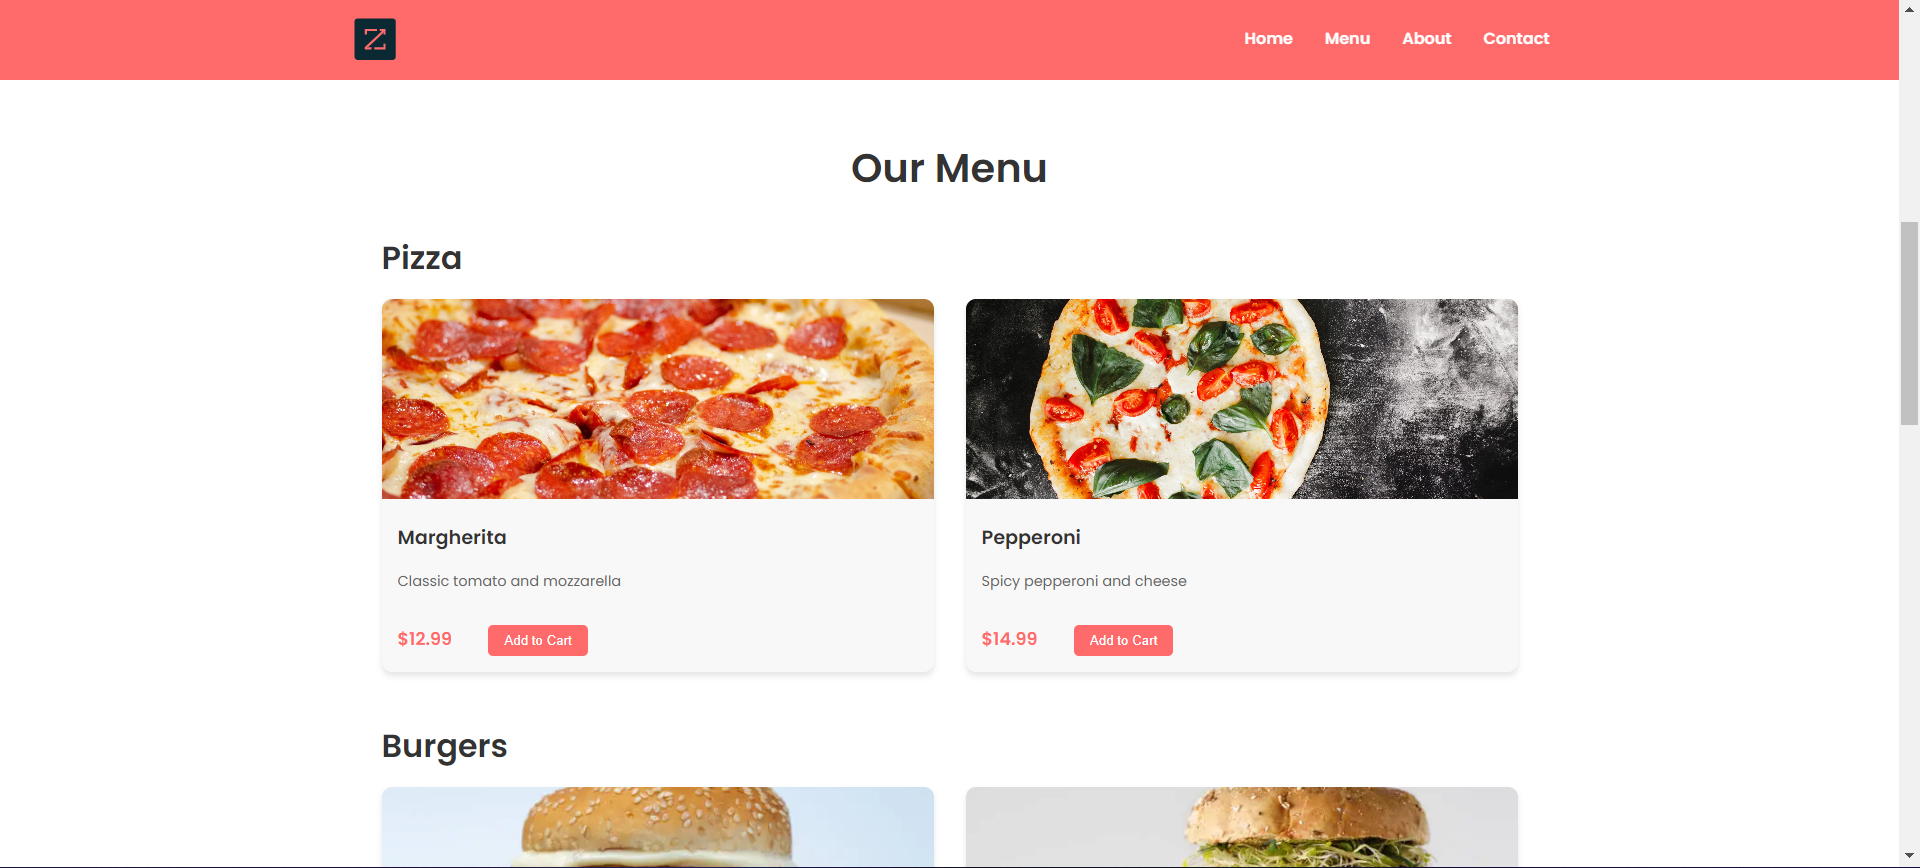 Home Menu About Contact
Our Menu
Pizza
Margherita
Classic tomato and mozzarella
$12.99 Add to Cart
Pepperoni
Spicy pepperoni and cheese
$14.99 Add to Cart
Burgers